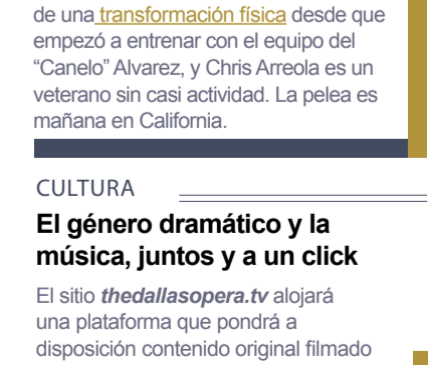 de una transformación física desde que
empezó a entrenar con el equipo del
“Canelo” Alvarez, y Chris Arreola es un
veterano sin casi actividad. La pelea es
mañana en California.
CULTURA
El género dramático y la
música, juntos y a un click
El sitio thedallasopera.tv alojará
una plataforma que pondrá a
disposición contenido original filmado